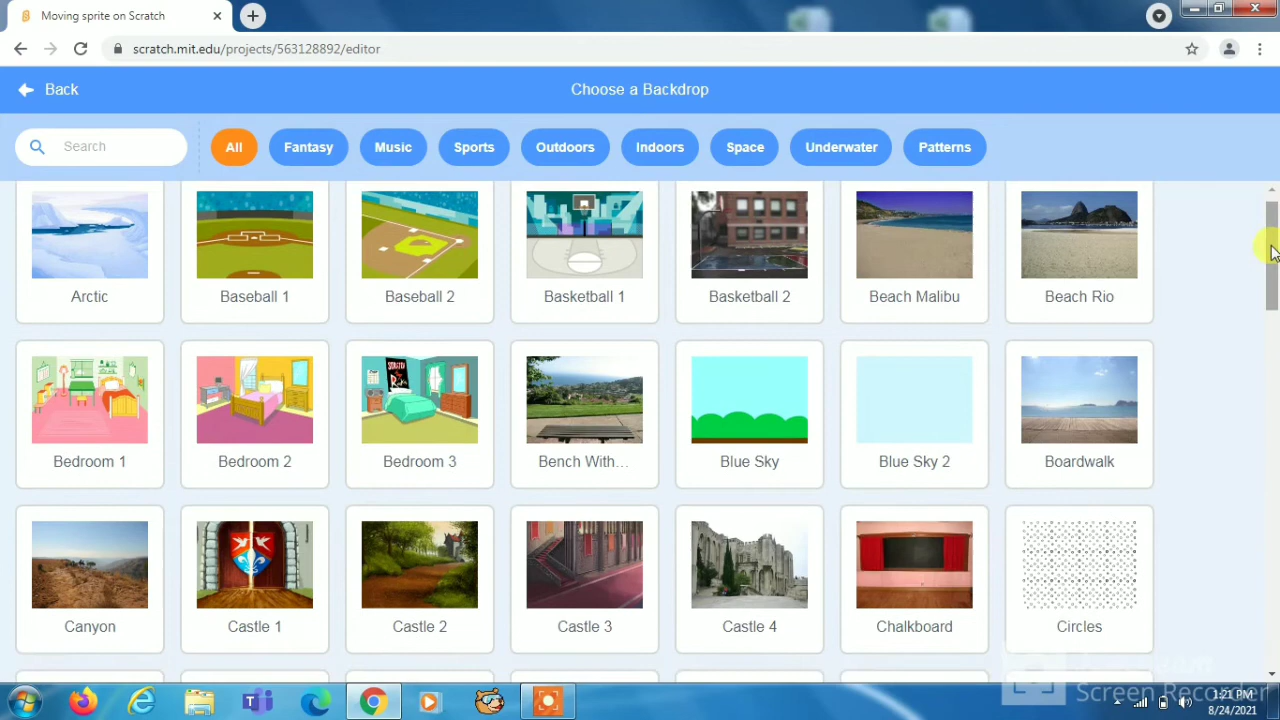 Moving sprite on Scratch
scratch.mit.edu/projects/563128892/editor
Back
Choose a Backdrop
Search
All
Fantasy
Music
Sports
Outdoors
Indoors
Space
Underwater
Patterns
Arctic
Baseball 1
Baseball 2
Basketball 1
Basketball 2
Beach Malibu
Beach Rio
Bedroom 1
Bedroom 2
Bedroom 3
Bench With...
Blue Sky
Blue Sky 2
Boardwalk
Canyon
Castle 1
Castle 2
Castle 3
Castle 4
Chalkboard
Circles
Screen Recorder
1:21 PM
8/24/2021